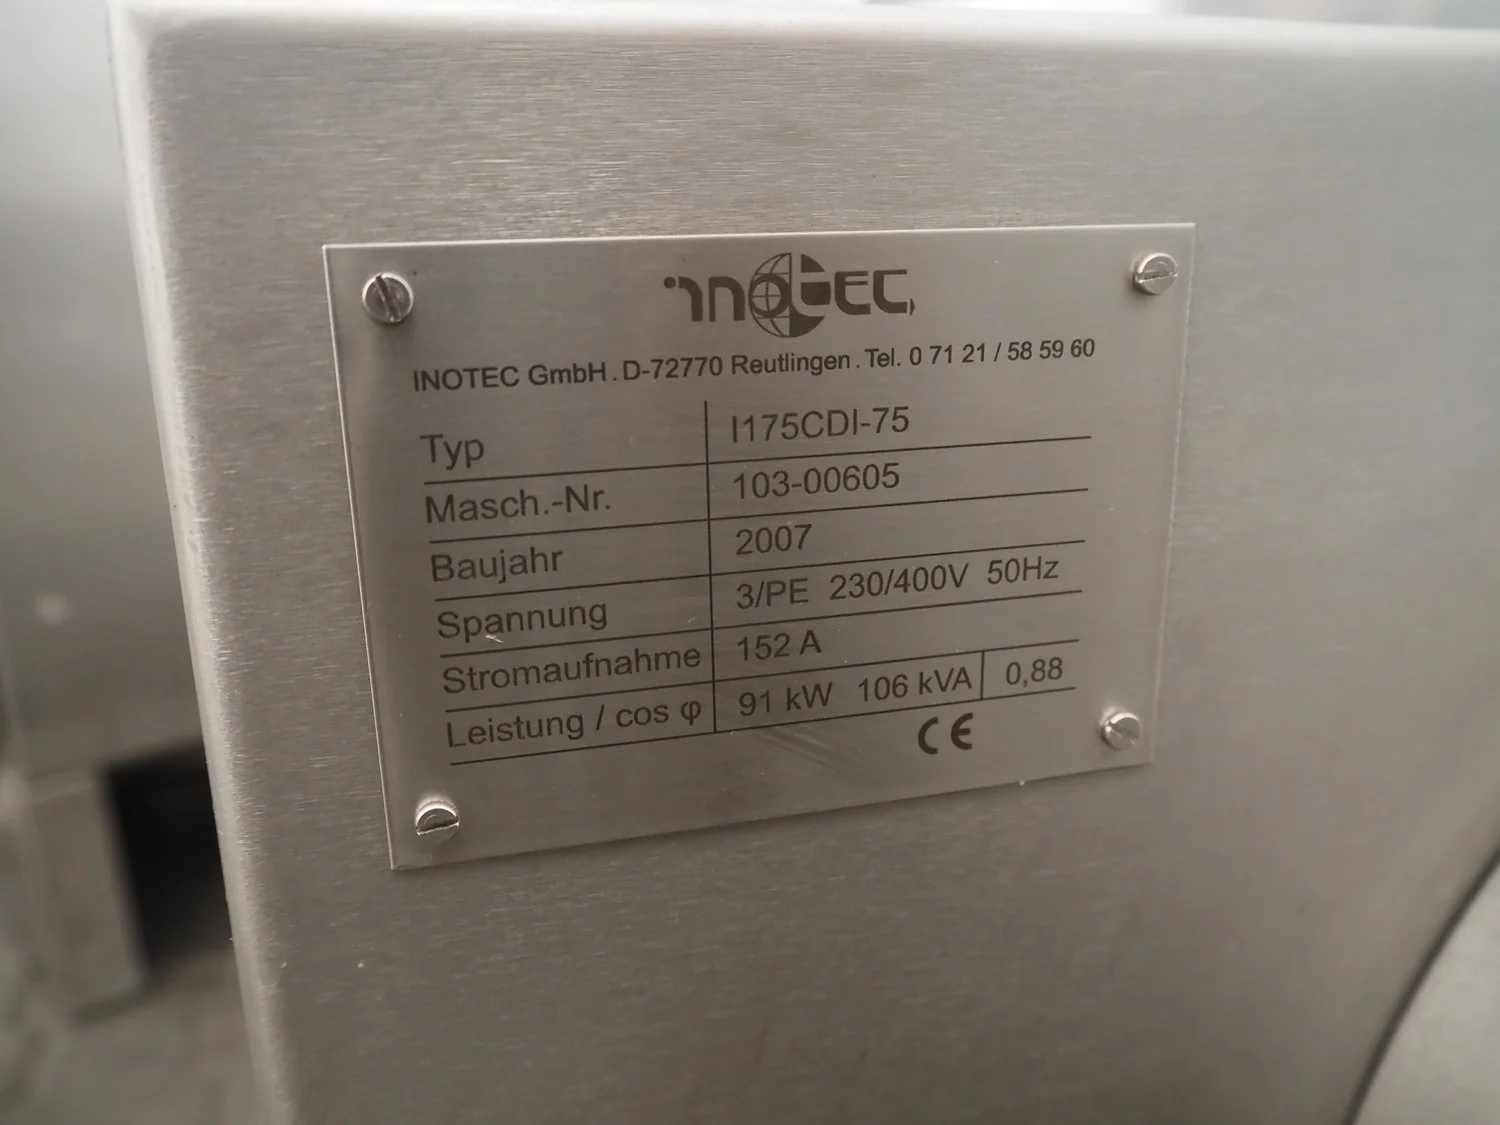 inotec
INOTEC GmbH . D-72770 Reutlingen . Tel. 0 71 21 / 58 59 60
Typ I175CDI-75
Masch.-Nr. 103-00605
Baujahr 2007
Spannung 3/PE 230/400V 50Hz
Stromaufnahme 152 A
Leistung / cos φ 91 kW 106 kVA 0,88
CE